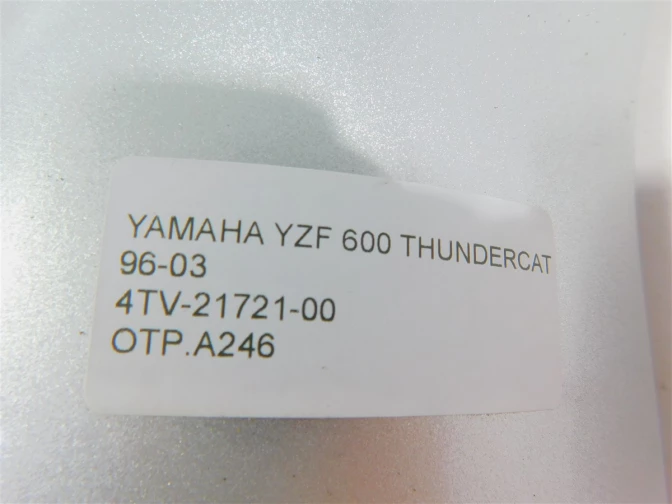 YAMAHA YZF 600 THUNDERCAT
96-03
4TV-21721-00
OTP.A246